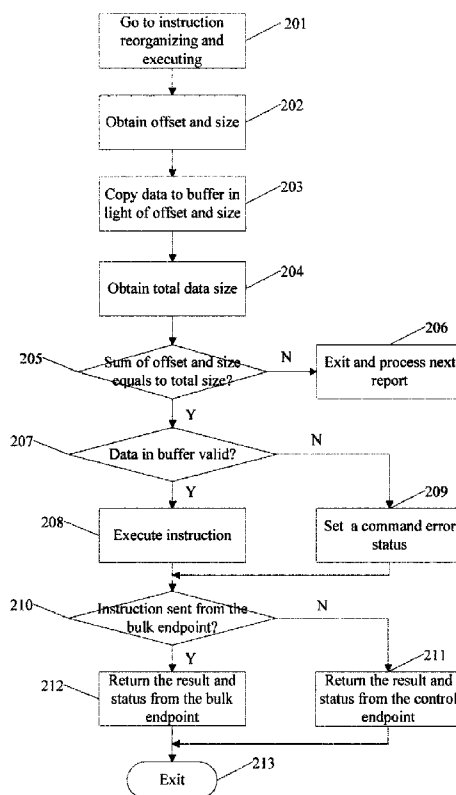 Go to instruction
reorganizing and
executing
201
Obtain offset and size
202
Copy data to buffer in
light of offset and size
203
Obtain total data size
204
205
Sum of offset and size
equals to total size?
N
Y
206
Exit and process next
report
207
Data in buffer valid?
N
Y
208
Execute instruction
209
Set a command error
status
210
Instruction sent from the
bulk endpoint?
N
Y
212
Return the result and
status from the bulk
endpoint
211
Return the result and
status from the control
endpoint
Exit
213